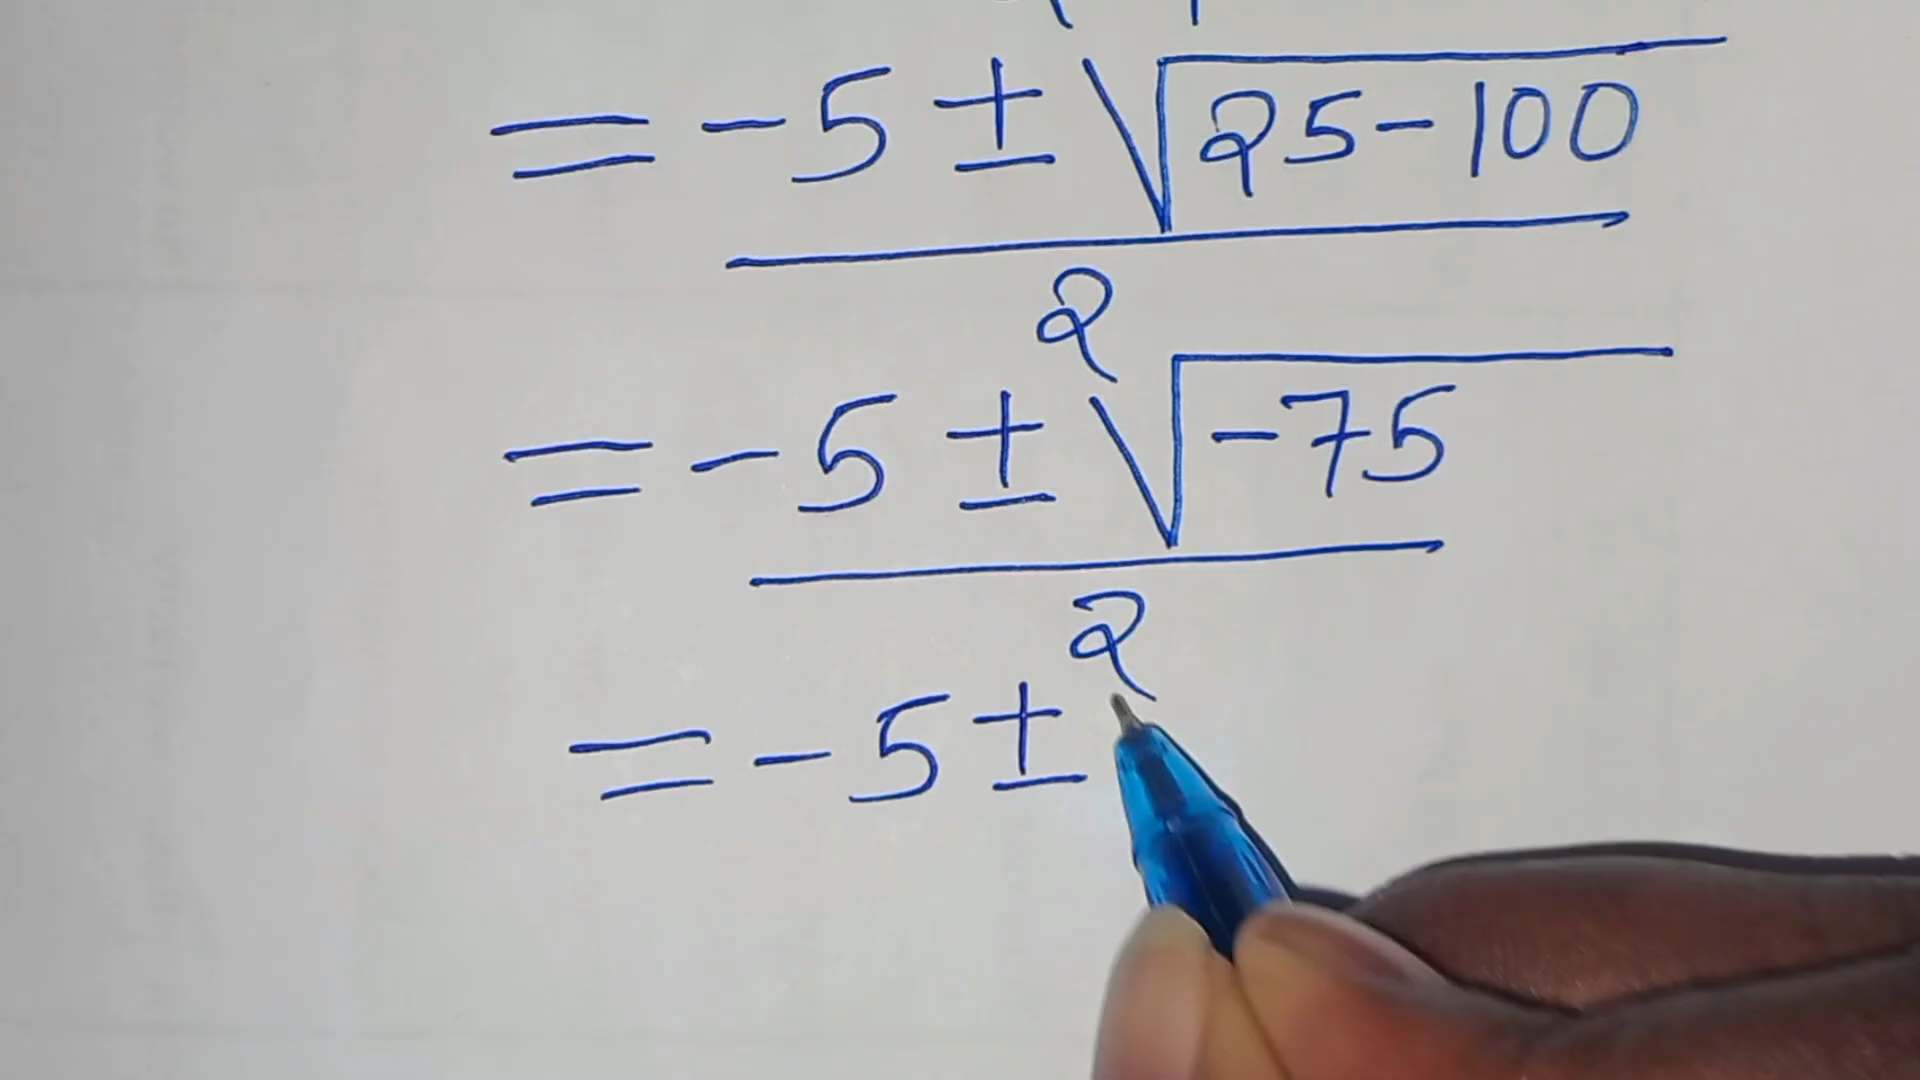 = -5 ± √25-100
2
= -5 ± √-75
2
= -5 ±